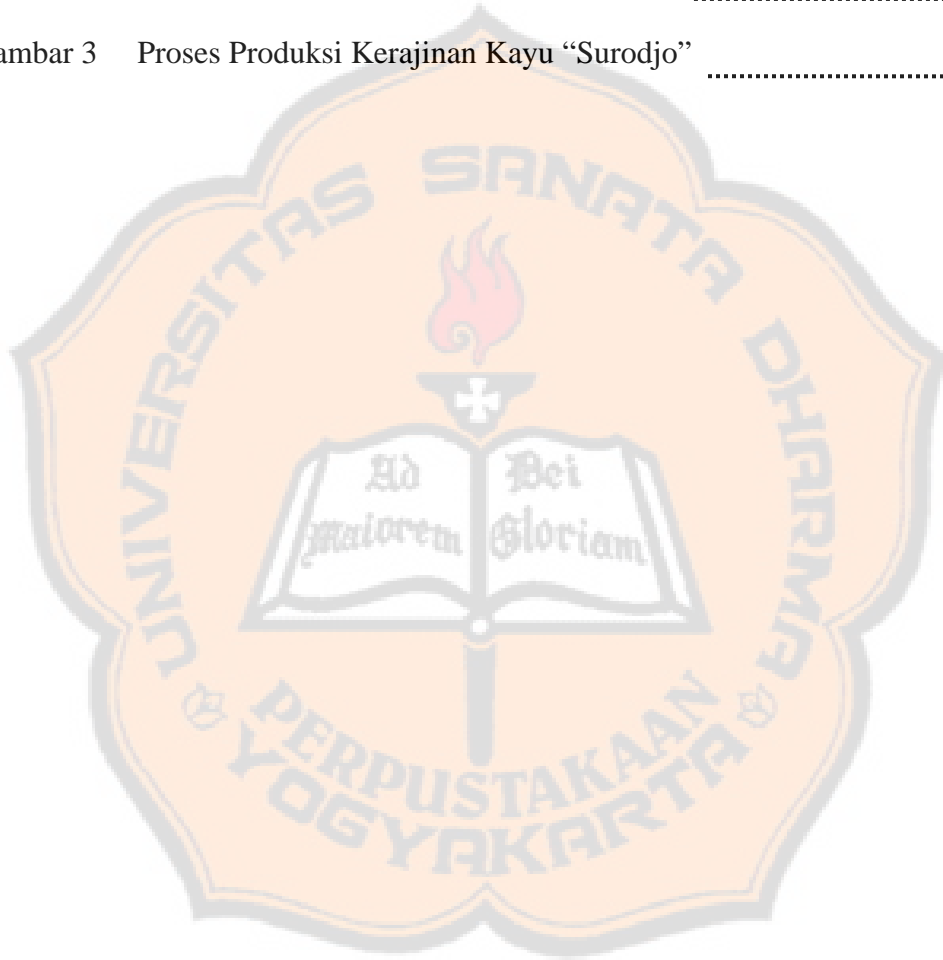 ambar 3 Proses Produksi Kerajinan Kayu “Surodjo” ........................
UNIVERSITAS SANATA DHARMA
Ad Dei
Maiorem Gloriam
PERPUSTAKAAN
YOGYAKARTA